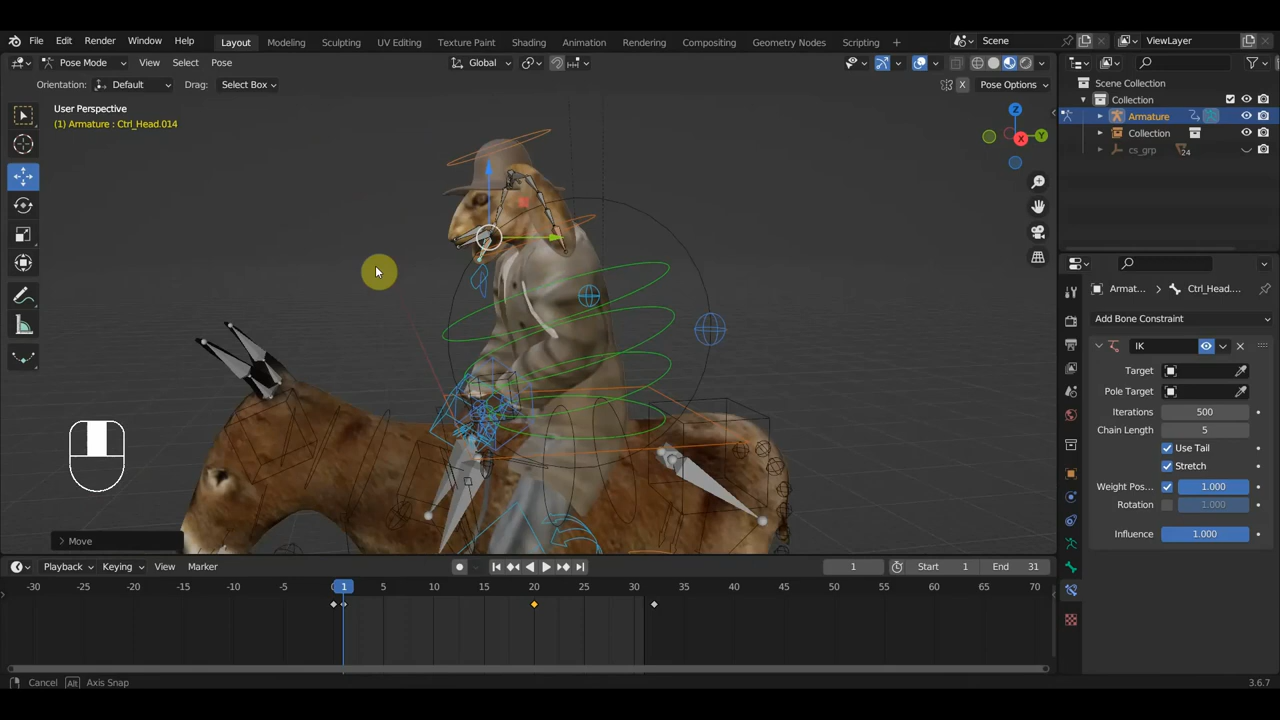 File Edit Render Window Help Layout Modeling Sculpting UV Editing Texture Paint Shading Animation Rendering Compositing Geometry Nodes Scripting + Scene ViewLayer
Pose Mode View Select Pose Global X Pose Options
Orientation: Default Drag: Select Box
Scene Collection
Collection
Armature
Collection
cs_grp 24
User Perspective
(1) Armature : Ctrl_Head.014
X
Y
Z
Armat... Ctrl_Head....
Add Bone Constraint
IK
Target
Pole Target
Iterations 500
Chain Length 5
Use Tail
Stretch
Weight Pos... 1.000
Rotation 1.000
Influence 1.000
Move
Playback Keying View Marker 1 Start 1 End 31
-30 -25 -20 -15 -10 -5 1 5 10 15 20 25 30 35 40 45 50 55 60 65 70
Cancel Alt Axis Snap 3.6.7